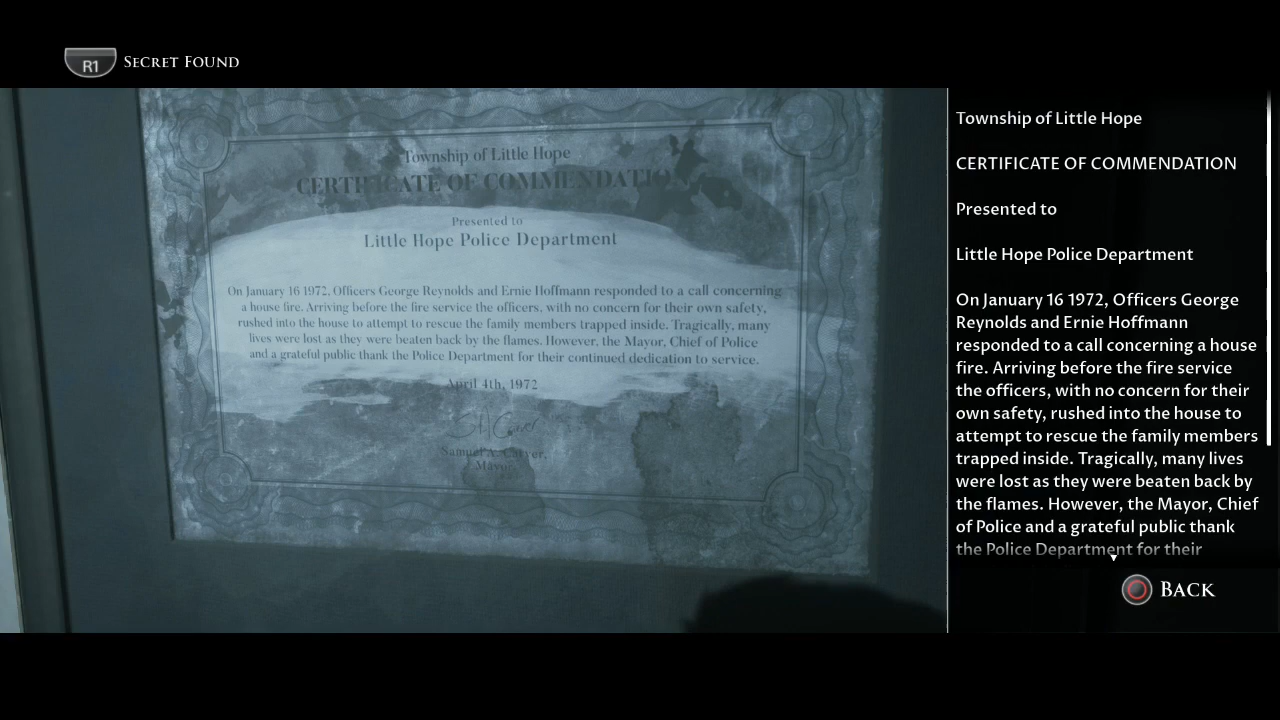 R1 SECRET FOUND
Township of Little Hope
CERTIFICATE OF COMMENDATIO
Presented to
Little Hope Police Department
On January 16 1972, Officers George Reynolds and Ernie Hoffmann responded to a call concerning
a house fire. Arriving before the fire service the officers, with no concern for their own safety,
rushed into the house to attempt to rescue the family members trapped inside. Tragically, many
lives were lost as they were beaten back by the flames. However, the Mayor, Chief of Police
and a grateful public thank the Police Department for their continued dedication to service.
April 4th, 1972
Samuel A. Carver,
Mayor
Township of Little Hope
CERTIFICATE OF COMMENDATION
Presented to
Little Hope Police Department
On January 16 1972, Officers George
Reynolds and Ernie Hoffmann
responded to a call concerning a house
fire. Arriving before the fire service
the officers, with no concern for their
own safety, rushed into the house to
attempt to rescue the family members
trapped inside. Tragically, many lives
were lost as they were beaten back by
the flames. However, the Mayor, Chief
of Police and a grateful public thank
the Police Department for their
BACK